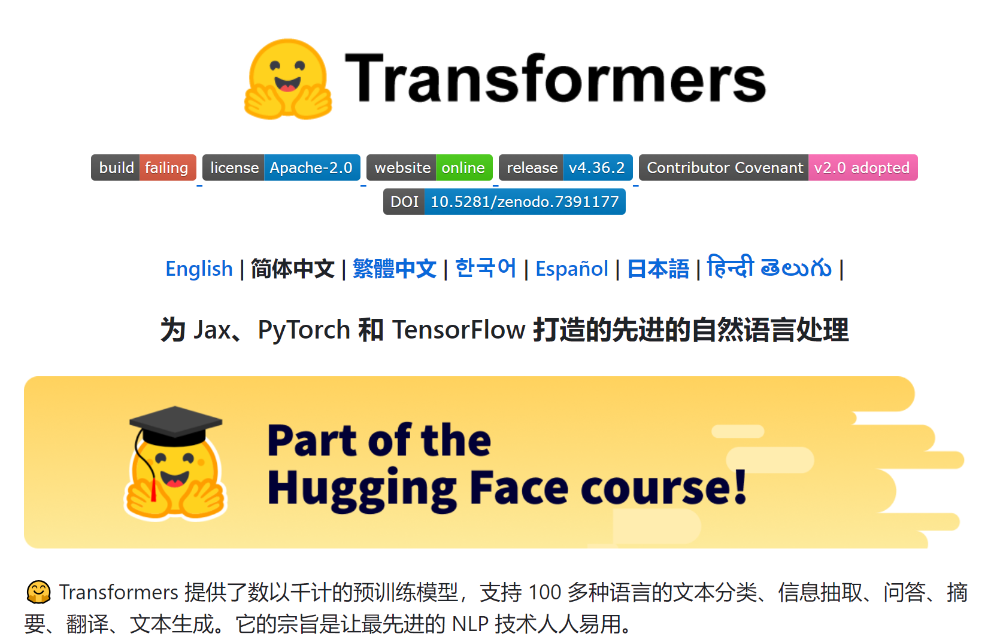 Transformers
build failing license Apache-2.0 website online release v4.36.2 Contributor Covenant v2.0 adopted
DOI 10.5281/zenodo.7391177
English | 简体中文 | 繁體中文 | 한국어 | Español | 日本語 | हिन्दी తెలుగు |
为 Jax、PyTorch 和 TensorFlow 打造的先进的自然语言处理
Part of the
Hugging Face course!
🤗 Transformers 提供了数以千计的预训练模型，支持 100 多种语言的文本分类、信息抽取、问答、摘
要、翻译、文本生成。它的宗旨是让最先进的 NLP 技术人人易用。